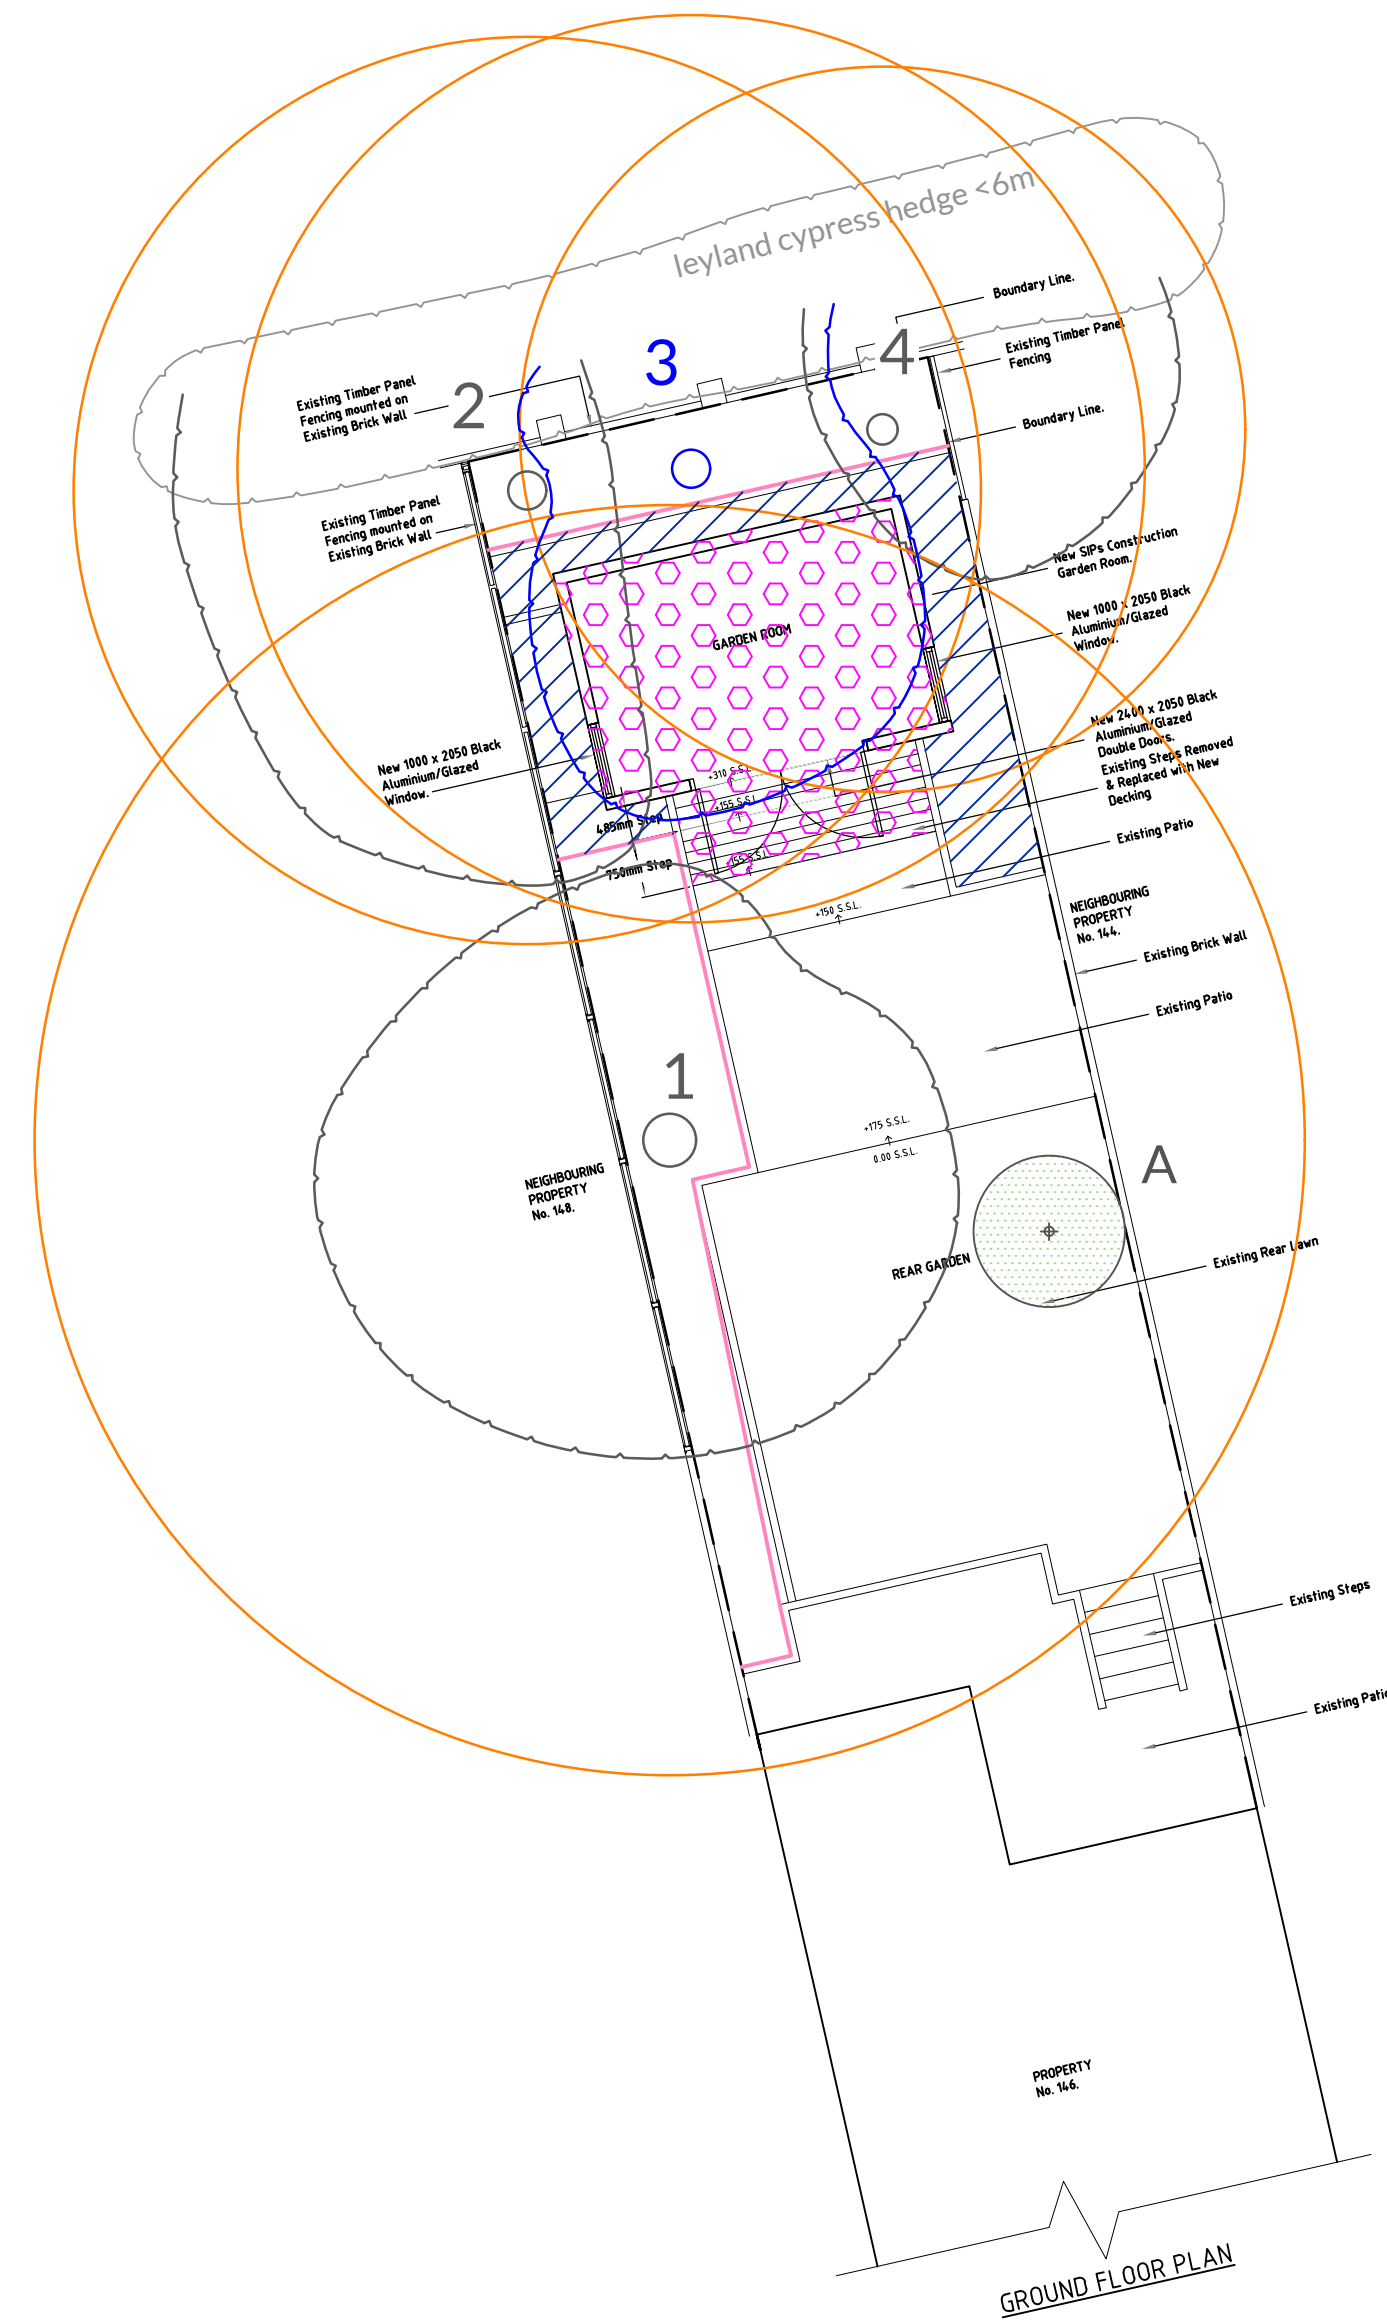 leyland cypress hedge <6m
Boundary Line.
Existing Timber Panel
Fencing
3
4
2
Existing Timber Panel
Fencing mounted on
Existing Brick Wall
Boundary Line.
Existing Timber Panel
Fencing mounted on
Existing Brick Wall
New SIPs Construction
Garden Room.
New 1000 x 2050 Black
Aluminium/Glazed
Window.
GARDEN ROOM
New 2400 x 2050 Black
Aluminium/Glazed
Double Doors.
Existing Steps Removed
& Replaced with New
Decking
New 1000 x 2050 Black
Aluminium/Glazed
Window.
+310 S.S.L.
+155 S.S.L.
485mm Step
750mm Step
155 S.S.L.
Existing Patio
+150 S.S.L.
NEIGHBOURING
PROPERTY
No. 144.
Existing Brick Wall
Existing Patio
1
+175 S.S.L.
0.00 S.S.L.
A
NEIGHBOURING
PROPERTY
No. 148.
REAR GARDEN
Existing Rear Lawn
Existing Steps
Existing Patio
PROPERTY
No. 146.
GROUND FLOOR PLAN